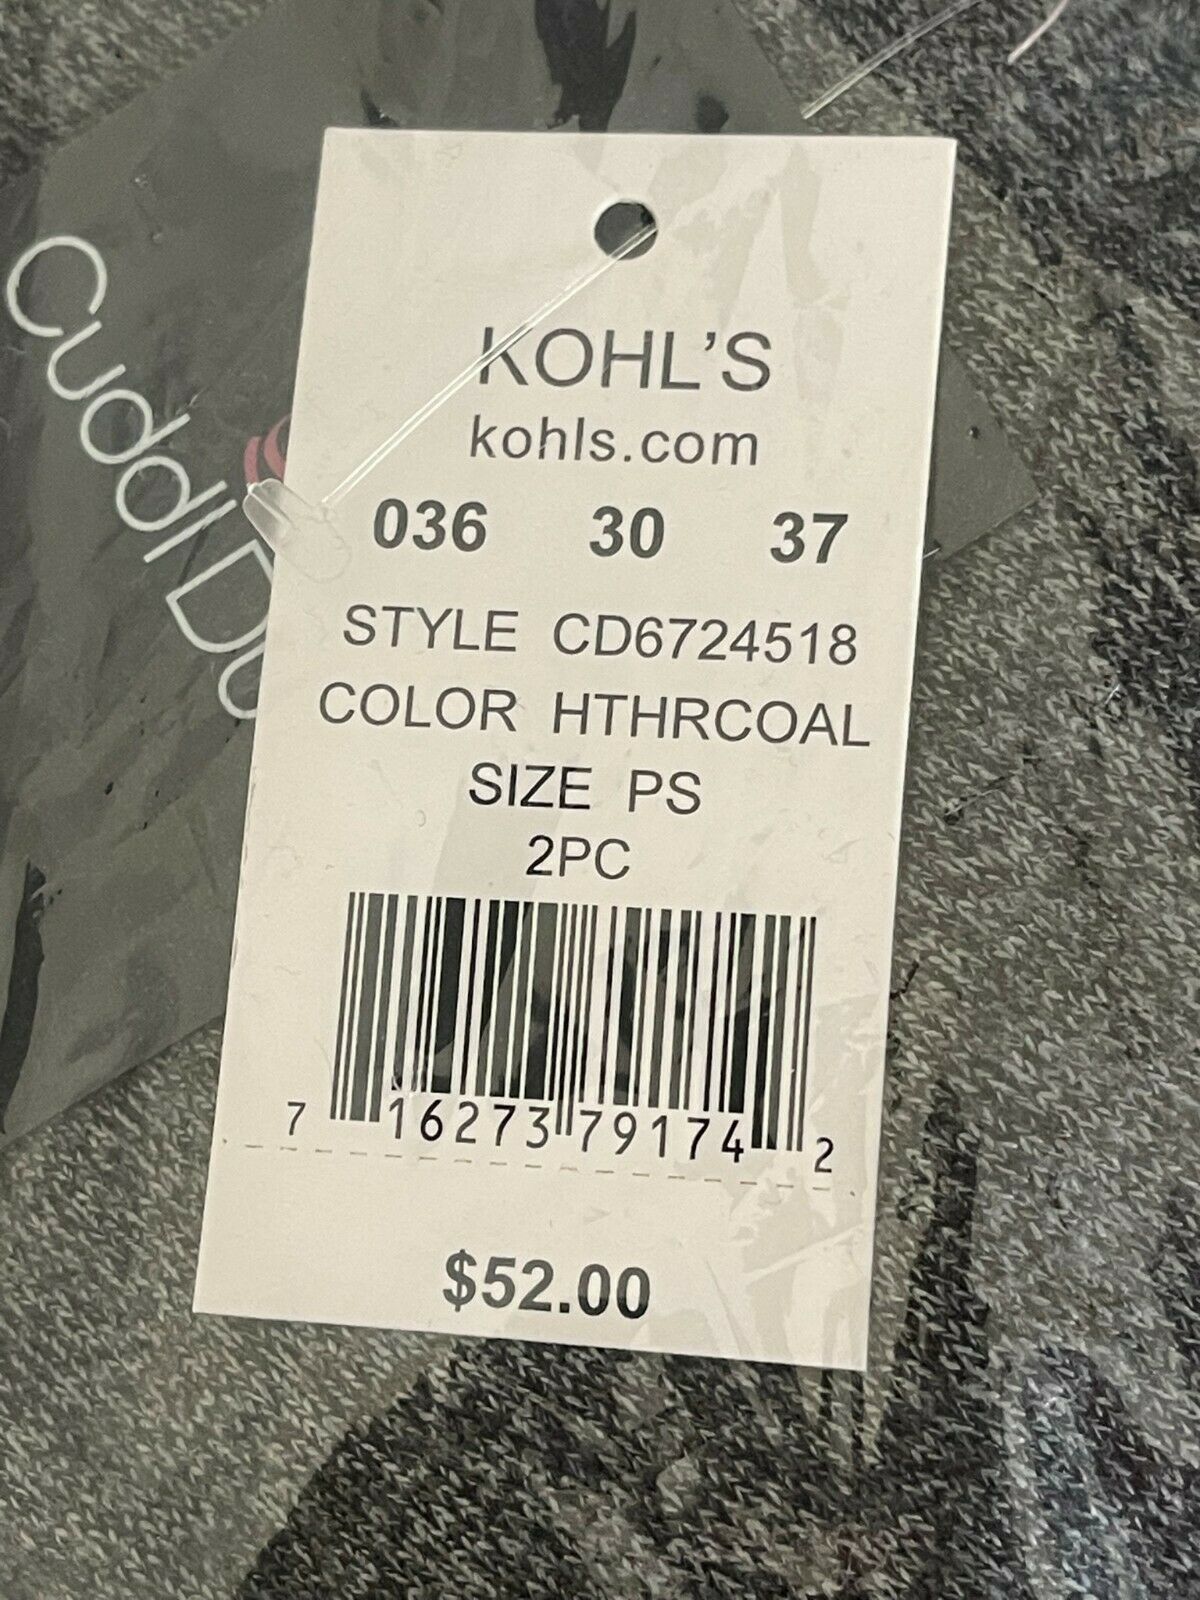 Cuddl
KOHL'S
kohls.com
036 30 37
STYLE CD6724518
COLOR HTHRCOAL
SIZE PS
2PC
7 16273 79174 2
$52.00